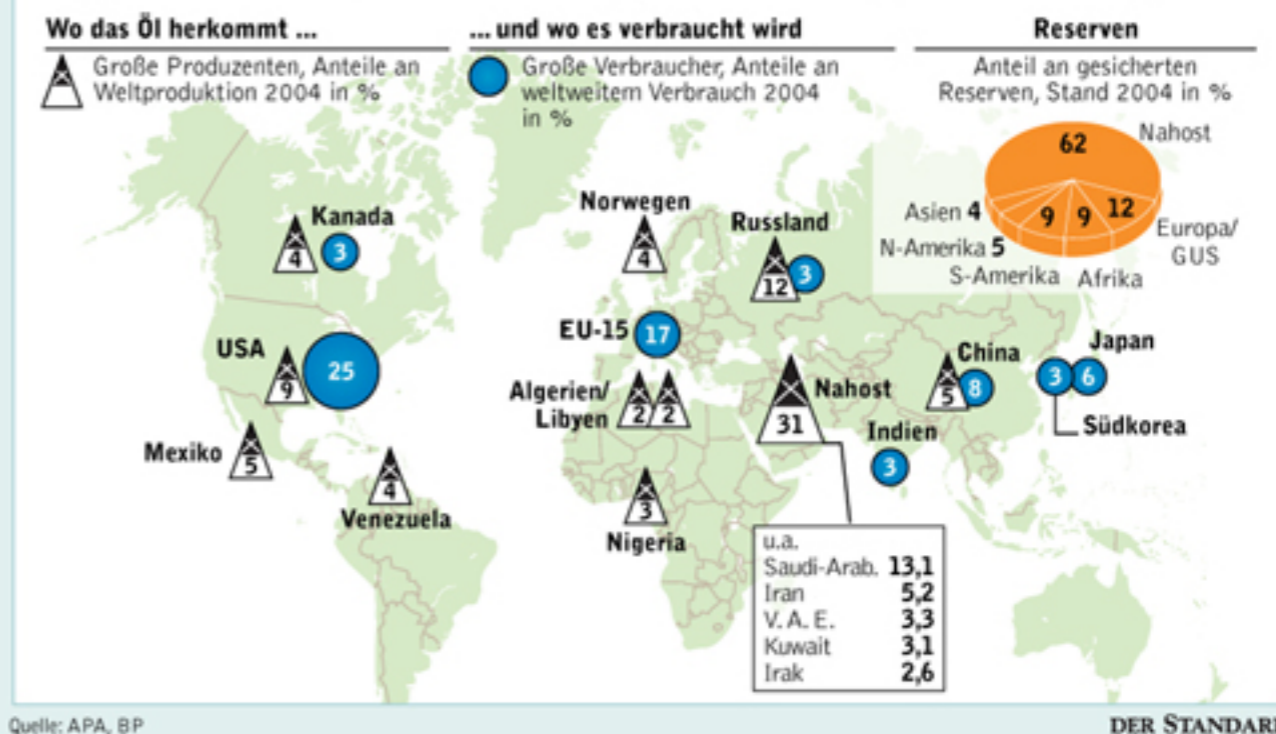 Wo das Öl herkommt ...
Große Produzenten, Anteile an
Weltproduktion 2004 in %
... und wo es verbraucht wird
Große Verbraucher, Anteile an
weltweitem Verbrauch 2004
in %
Reserven
Anteil an gesicherten
Reserven, Stand 2004 in %
62
Nahost
Asien 4
9
9
12
Europa/
GUS
N-Amerika 5
S-Amerika
Afrika
Kanada
4
3
Norwegen
4
Russland
12
3
USA
9
25
EU-15
17
Algerien/
Libyen
2
2
Nahost
31
China
5
8
Japan
3
6
Südkorea
Indien
3
Mexiko
5
4
Venezuela
3
Nigeria
u.a.
Saudi-Arab. 13,1
Iran 5,2
V. A. E. 3,3
Kuwait 3,1
Irak 2,6
Quelle: APA, BP
DER STANDARD